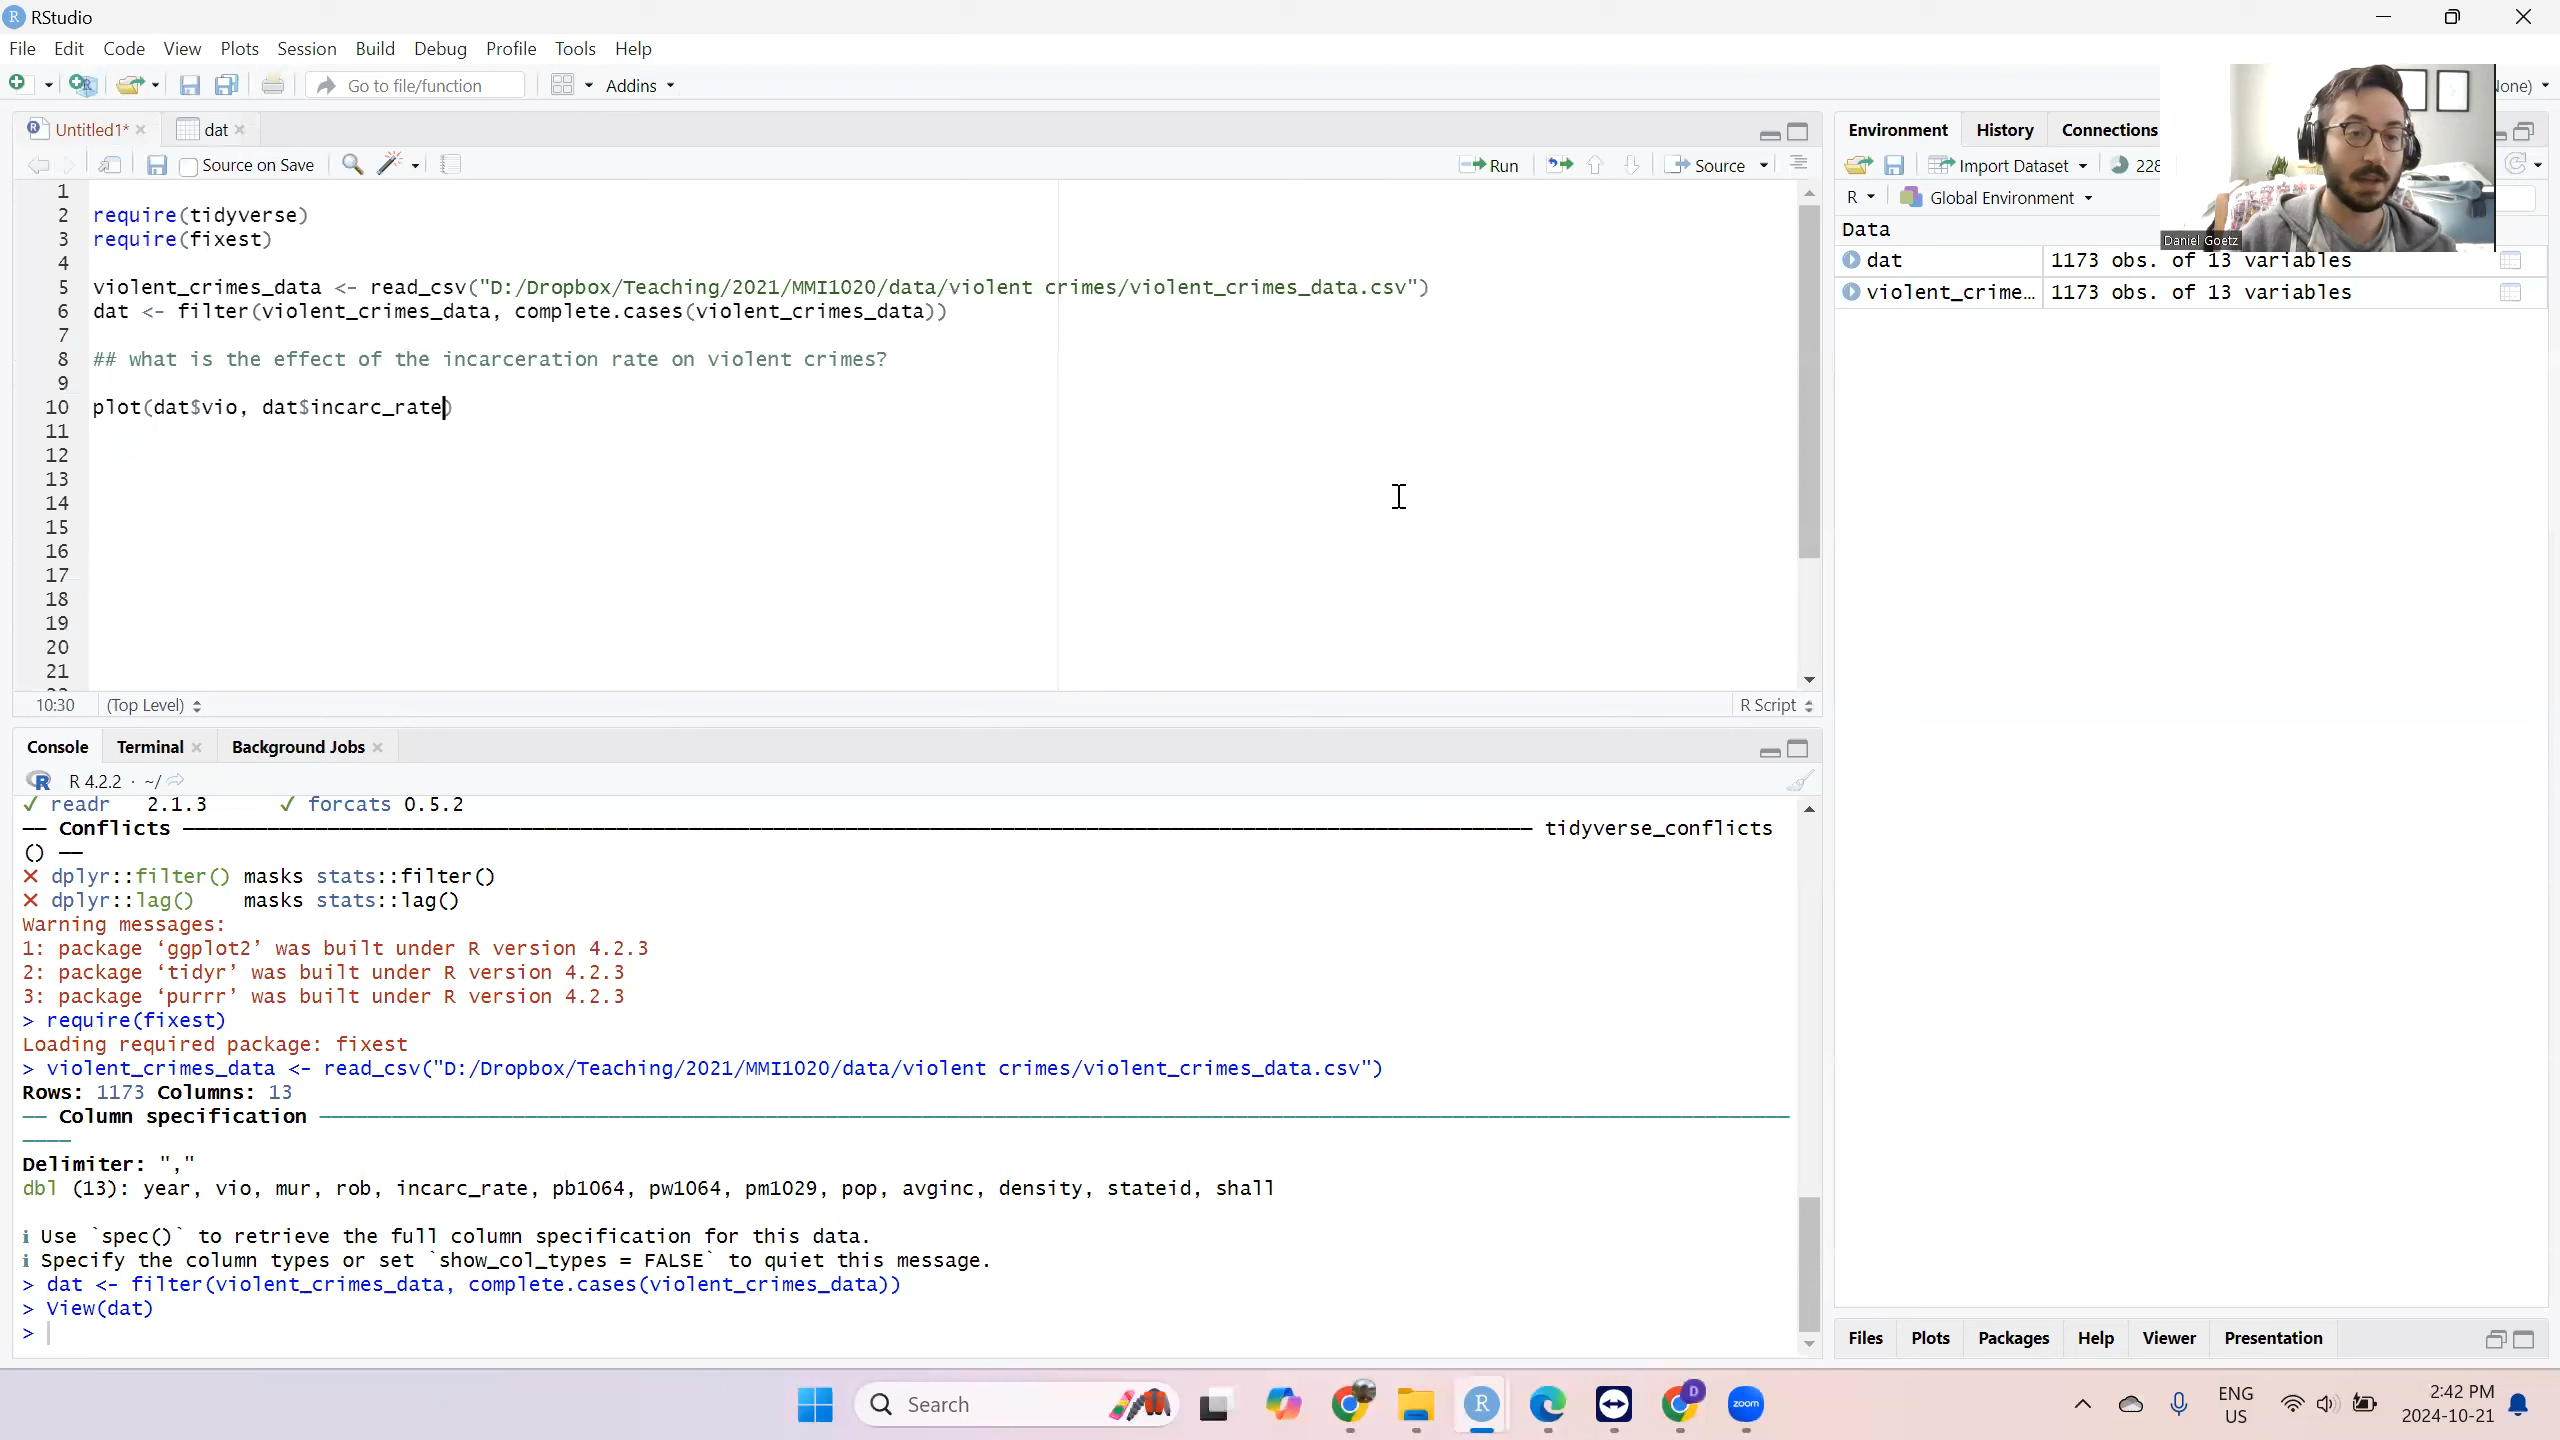 RStudio
File Edit Code View Plots Session Build Debug Profile Tools Help
Go to file/function Addins
one)
Untitled1* dat
Source on Save Run Source
1
2 require(tidyverse)
3 require(fixest)
4
5 violent_crimes_data <- read_csv("D:/Dropbox/Teaching/2021/MMI1020/data/violent crimes/violent_crimes_data.csv")
6 dat <- filter(violent_crimes_data, complete.cases(violent_crimes_data))
7
8 ## what is the effect of the incarceration rate on violent crimes?
9
10 plot(dat$vio, dat$incarc_rate)
11
12
13
14
15
16
17
18
19
20
21
10:30 (Top Level) R Script
Console Terminal Background Jobs
R 4.2.2 · ~/
✓ readr 2.1.3 ✓ forcats 0.5.2
── Conflicts ── tidyverse_conflicts
() ──
✕ dplyr::filter() masks stats::filter()
✕ dplyr::lag() masks stats::lag()
Warning messages:
1: package ‘ggplot2’ was built under R version 4.2.3
2: package ‘tidyr’ was built under R version 4.2.3
3: package ‘purrr’ was built under R version 4.2.3
> require(fixest)
Loading required package: fixest
> violent_crimes_data <- read_csv("D:/Dropbox/Teaching/2021/MMI1020/data/violent crimes/violent_crimes_data.csv")
Rows: 1173 Columns: 13
── Column specification ──
Delimiter: ","
dbl (13): year, vio, mur, rob, incarc_rate, pb1064, pw1064, pm1029, pop, avginc, density, stateid, shall
ℹ Use `spec()` to retrieve the full column specification for this data.
ℹ Specify the column types or set `show_col_types = FALSE` to quiet this message.
> dat <- filter(violent_crimes_data, complete.cases(violent_crimes_data))
> View(dat)
>
Environment History Connections
Import Dataset 228
R Global Environment
Daniel Goetz
Data
dat 1173 obs. of 13 variables
violent_crime... 1173 obs. of 13 variables
Files Plots Packages Help Viewer Presentation
Search
zoom
ENG
US
2:42 PM
2024-10-21